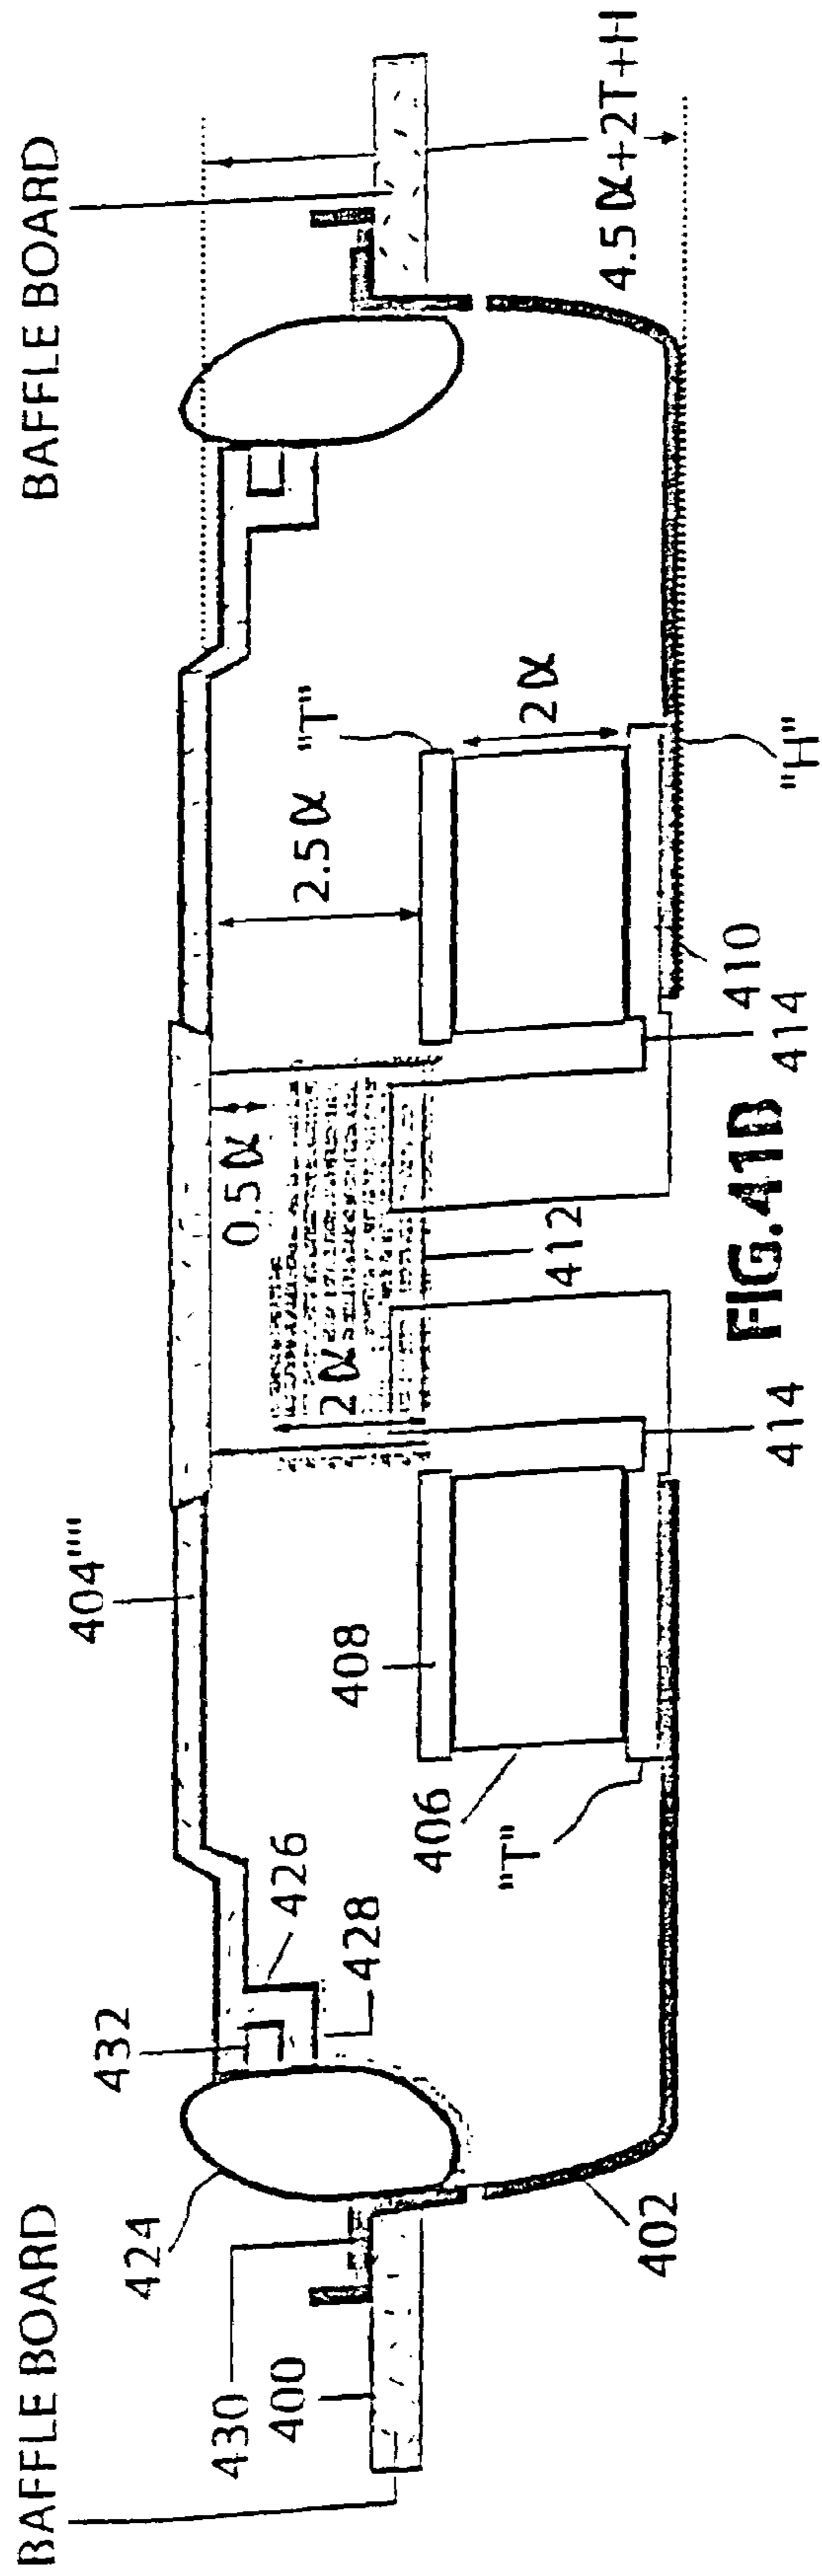 BAFFLE BOARD
BAFFLE BOARD
424
432
404""
430
400
426
428
408
406
"T"
402
2α
0.5α
2.5α
"T"
2α
4.5α+2T+H
412
414
414
410
"H"
FIG.41B